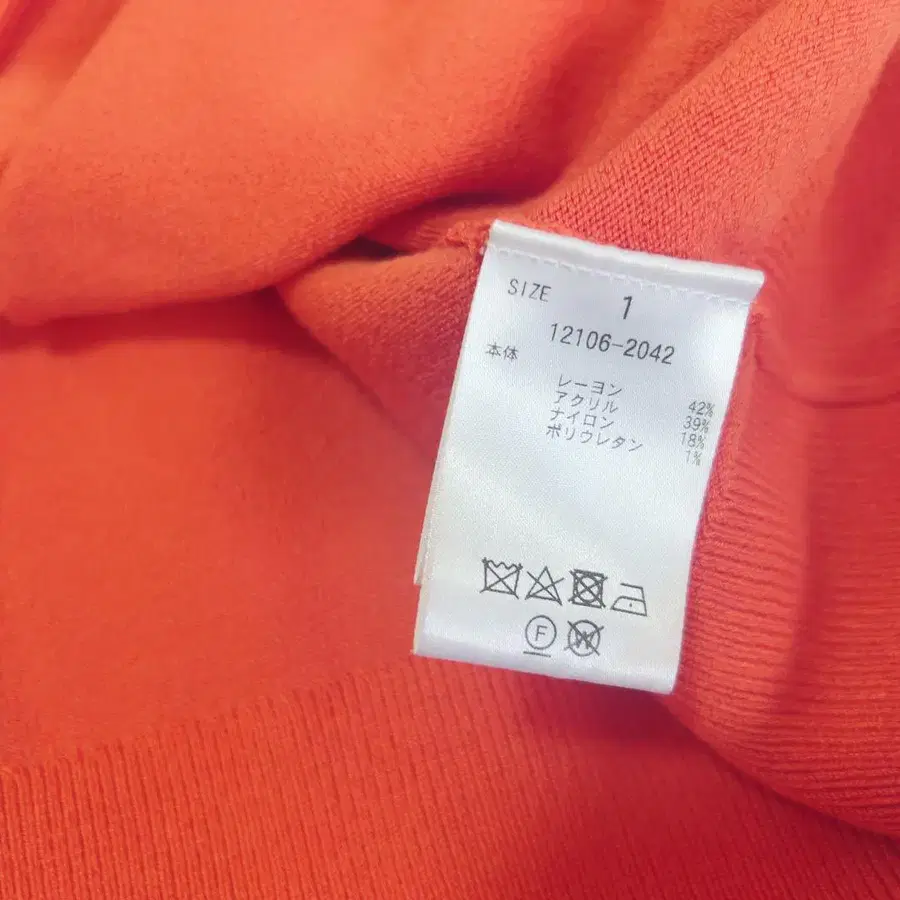 SIZE 1
12106-2042
本体
レーヨン 42%
アクリル 39%
ナイロン 18%
ポリウレタン 1%
F W